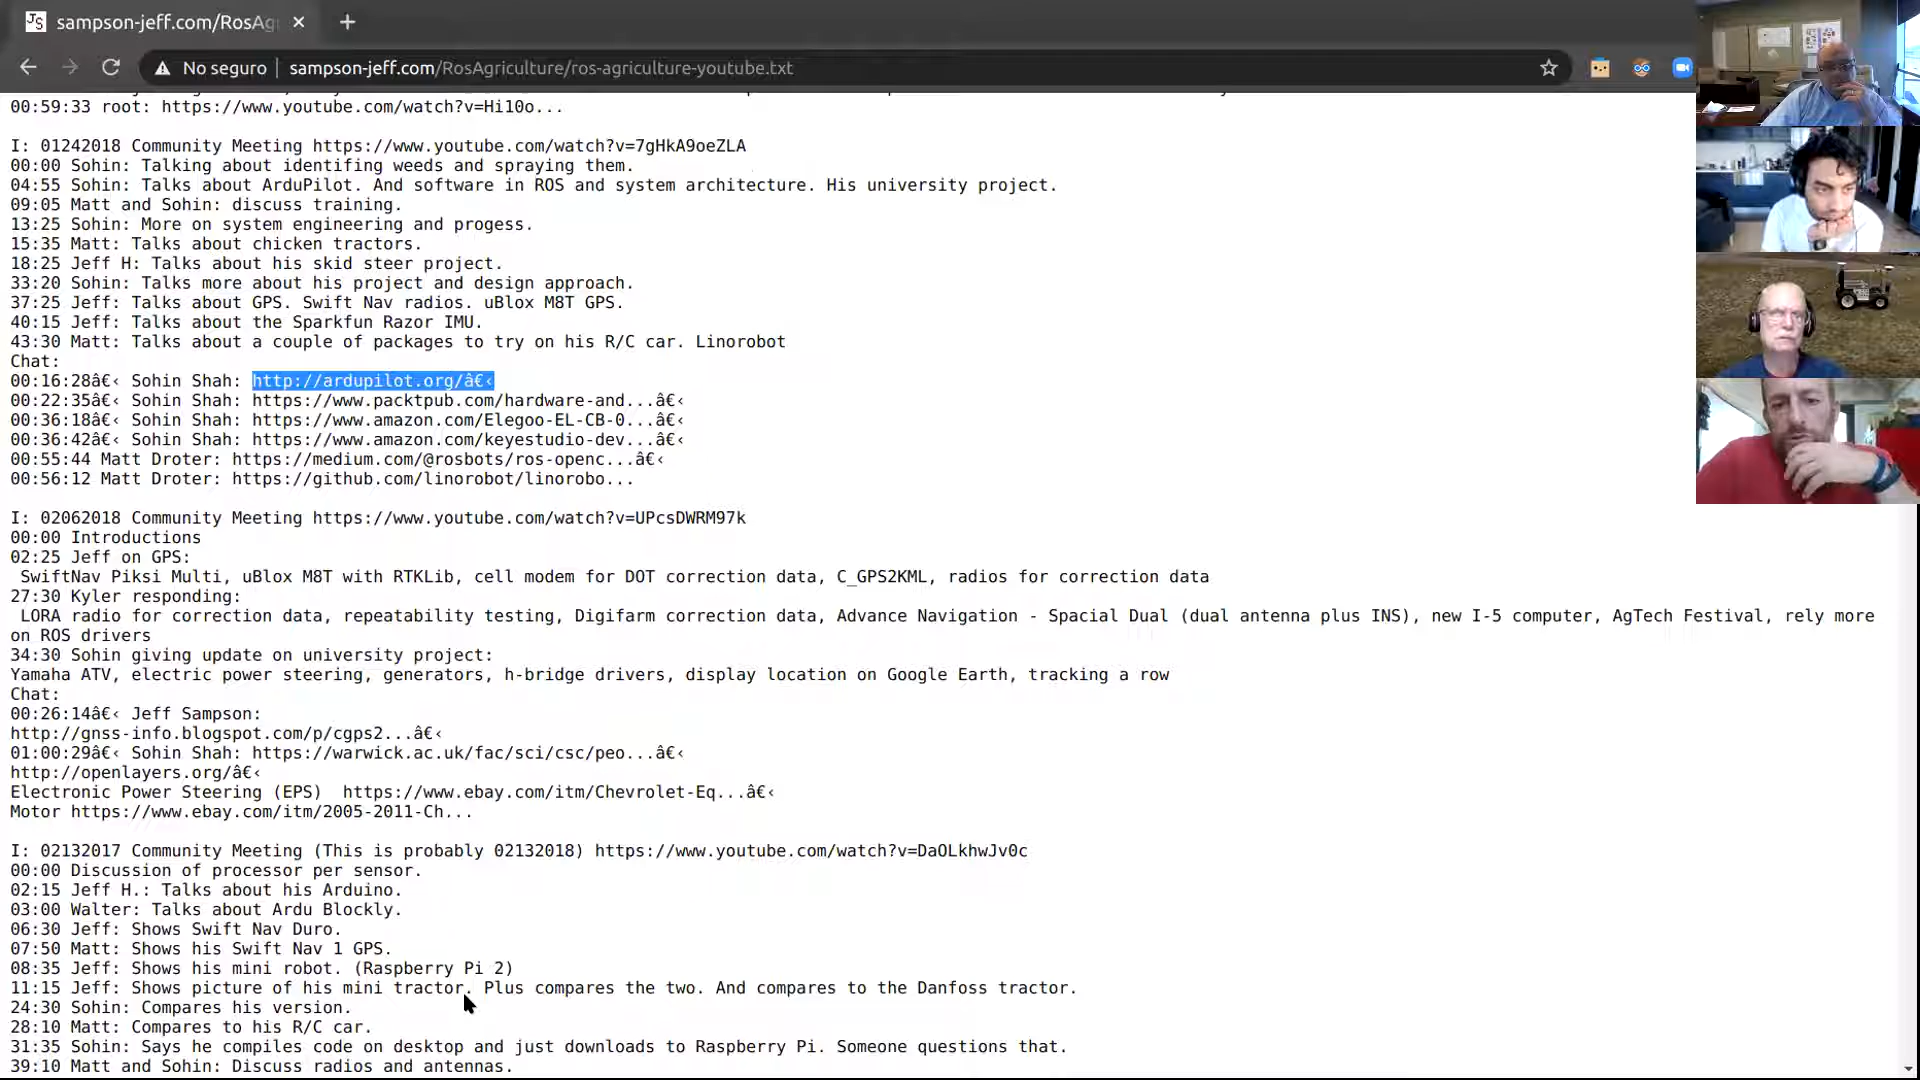 sampson-jeff.com/RosAg
No seguro | sampson-jeff.com/RosAgriculture/ros-agriculture-youtube.txt
00:59:33 root: https://www.youtube.com/watch?v=Hi10o...
I: 01242018 Community Meeting https://www.youtube.com/watch?v=7gHkA9oeZLA
00:00 Sohin: Talking about identifing weeds and spraying them.
04:55 Sohin: Talks about ArduPilot. And software in ROS and system architecture. His university project.
09:05 Matt and Sohin: discuss training.
13:25 Sohin: More on system engineering and progess.
15:35 Matt: Talks about chicken tractors.
18:25 Jeff H: Talks about his skid steer project.
33:20 Sohin: Talks more about his project and design approach.
37:25 Jeff: Talks about GPS. Swift Nav radios. uBlox M8T GPS.
40:15 Jeff: Talks about the Sparkfun Razor IMU.
43:30 Matt: Talks about a couple of packages to try on his R/C car. Linorobot
Chat:
00:16:28â€‹ Sohin Shah: http://ardupilot.org/â€‹
00:22:35â€‹ Sohin Shah: https://www.packtpub.com/hardware-and...â€‹
00:36:18â€‹ Sohin Shah: https://www.amazon.com/Elegoo-EL-CB-0...â€‹
00:36:42â€‹ Sohin Shah: https://www.amazon.com/keyestudio-dev...â€‹
00:55:44 Matt Droter: https://medium.com/@rosbots/ros-openc...â€‹
00:56:12 Matt Droter: https://github.com/linorobot/linorobo...
I: 02062018 Community Meeting https://www.youtube.com/watch?v=UPcsDWRM97k
00:00 Introductions
02:25 Jeff on GPS:
SwiftNav Piksi Multi, uBlox M8T with RTKLib, cell modem for DOT correction data, C_GPS2KML, radios for correction data
27:30 Kyler responding:
LORA radio for correction data, repeatability testing, Digifarm correction data, Advance Navigation - Spacial Dual (dual antenna plus INS), new I-5 computer, AgTech Festival, rely more
on ROS drivers
34:30 Sohin giving update on university project:
Yamaha ATV, electric power steering, generators, h-bridge drivers, display location on Google Earth, tracking a row
Chat:
00:26:14â€‹ Jeff Sampson:
http://gnss-info.blogspot.com/p/cgps2...â€‹
01:00:29â€‹ Sohin Shah: https://warwick.ac.uk/fac/sci/csc/peo...â€‹
http://openlayers.org/â€‹
Electronic Power Steering (EPS)  https://www.ebay.com/itm/Chevrolet-Eq...â€‹
Motor https://www.ebay.com/itm/2005-2011-Ch...
I: 02132017 Community Meeting (This is probably 02132018) https://www.youtube.com/watch?v=DaOLkhwJv0c
00:00 Discussion of processor per sensor.
02:15 Jeff H.: Talks about his Arduino.
03:00 Walter: Talks about Ardu Blockly.
06:30 Jeff: Shows Swift Nav Duro.
07:50 Matt: Shows his Swift Nav 1 GPS.
08:35 Jeff: Shows his mini robot. (Raspberry Pi 2)
11:15 Jeff: Shows picture of his mini tractor. Plus compares the two. And compares to the Danfoss tractor.
24:30 Sohin: Compares his version.
28:10 Matt: Compares to his R/C car.
31:35 Sohin: Says he compiles code on desktop and just downloads to Raspberry Pi. Someone questions that.
39:10 Matt and Sohin: Discuss radios and antennas.